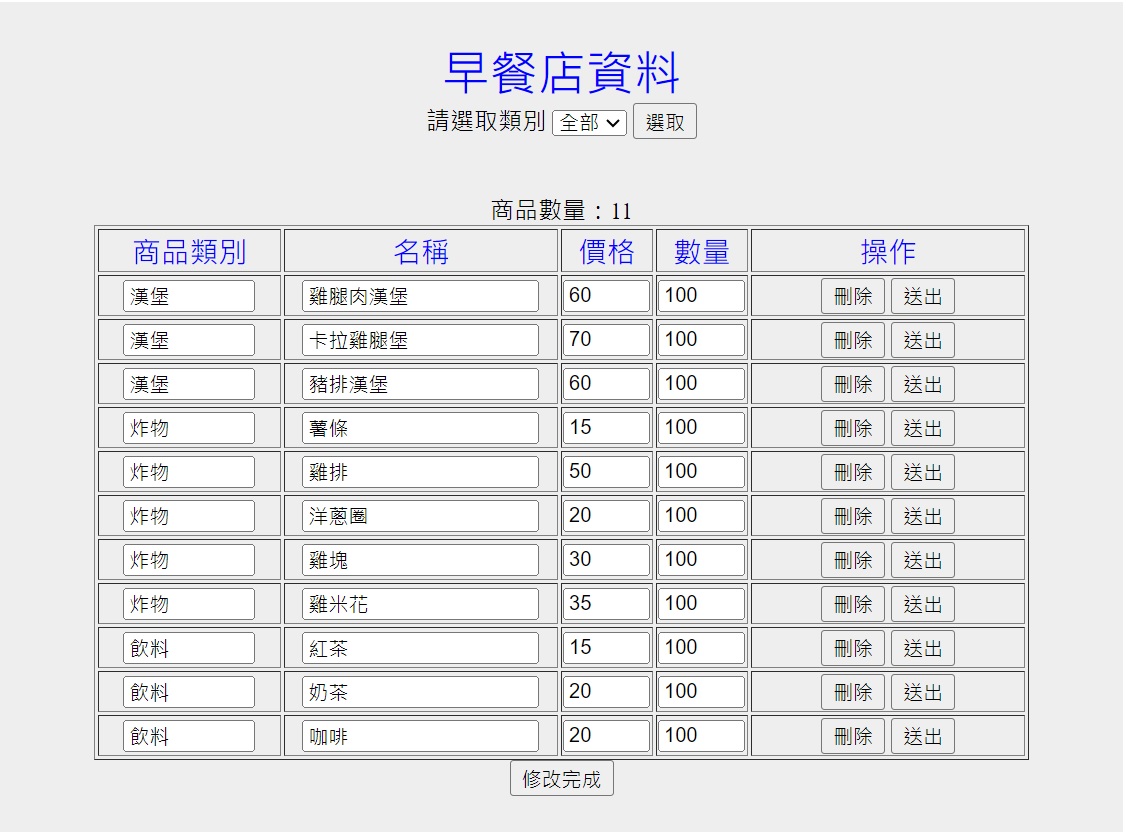 早餐店資料
請選取類別 全部 選取
商品數量：11
商品類別 名稱 價格 數量 操作
漢堡 雞腿肉漢堡 60 100 刪除 送出
漢堡 卡拉雞腿堡 70 100 刪除 送出
漢堡 豬排漢堡 60 100 刪除 送出
炸物 薯條 15 100 刪除 送出
炸物 雞排 50 100 刪除 送出
炸物 洋蔥圈 20 100 刪除 送出
炸物 雞塊 30 100 刪除 送出
炸物 雞米花 35 100 刪除 送出
飲料 紅茶 15 100 刪除 送出
飲料 奶茶 20 100 刪除 送出
飲料 咖啡 20 100 刪除 送出
修改完成